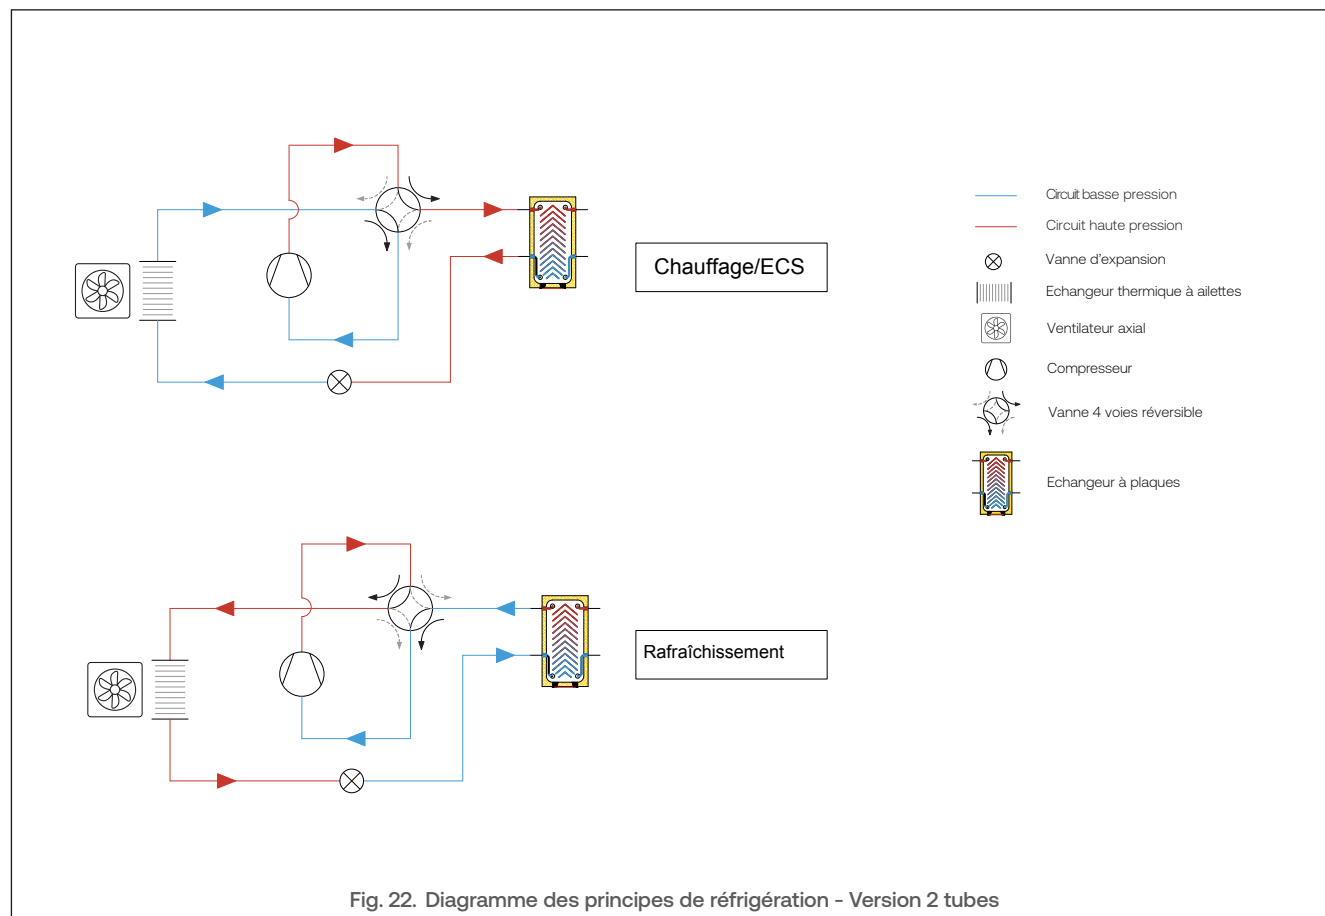 Chauffage/ECS
Circuit basse pression
Circuit haute pression
Vanne d'expansion
Echangeur thermique à ailettes
Ventilateur axial
Compresseur
Vanne 4 voies réversible
Echangeur à plaques
Rafraîchissement
Fig. 22. Diagramme des principes de réfrigération - Version 2 tubes